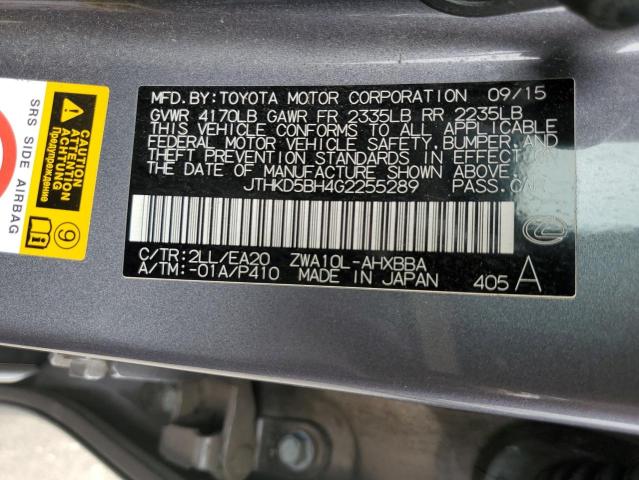 MFD.BY:TOYOTA MOTOR CORPORATION 09/15
GVWR 4170LB GAWR FR 2335LB RR 2235LB
THIS VEHICLE CONFORMS TO ALL APPLICABLE
FEDERAL MOTOR VEHICLE SAFETY,BUMPER,AND
THEFT PREVENTION STANDARDS IN EFFECT ON
THE DATE OF MANUFACTURE SHOWN ABOVE.
JTHKD5BH4G2255289 PASS.CAR
C/TR:2LL/EA20 ZWA10L-AHXBBA
A/TM:-01A/P410 MADE IN JAPAN 405 A
CAUTION
ATTENTION
ACHTUNG
Предупреждение
9
SRS SIDE AIRBAG